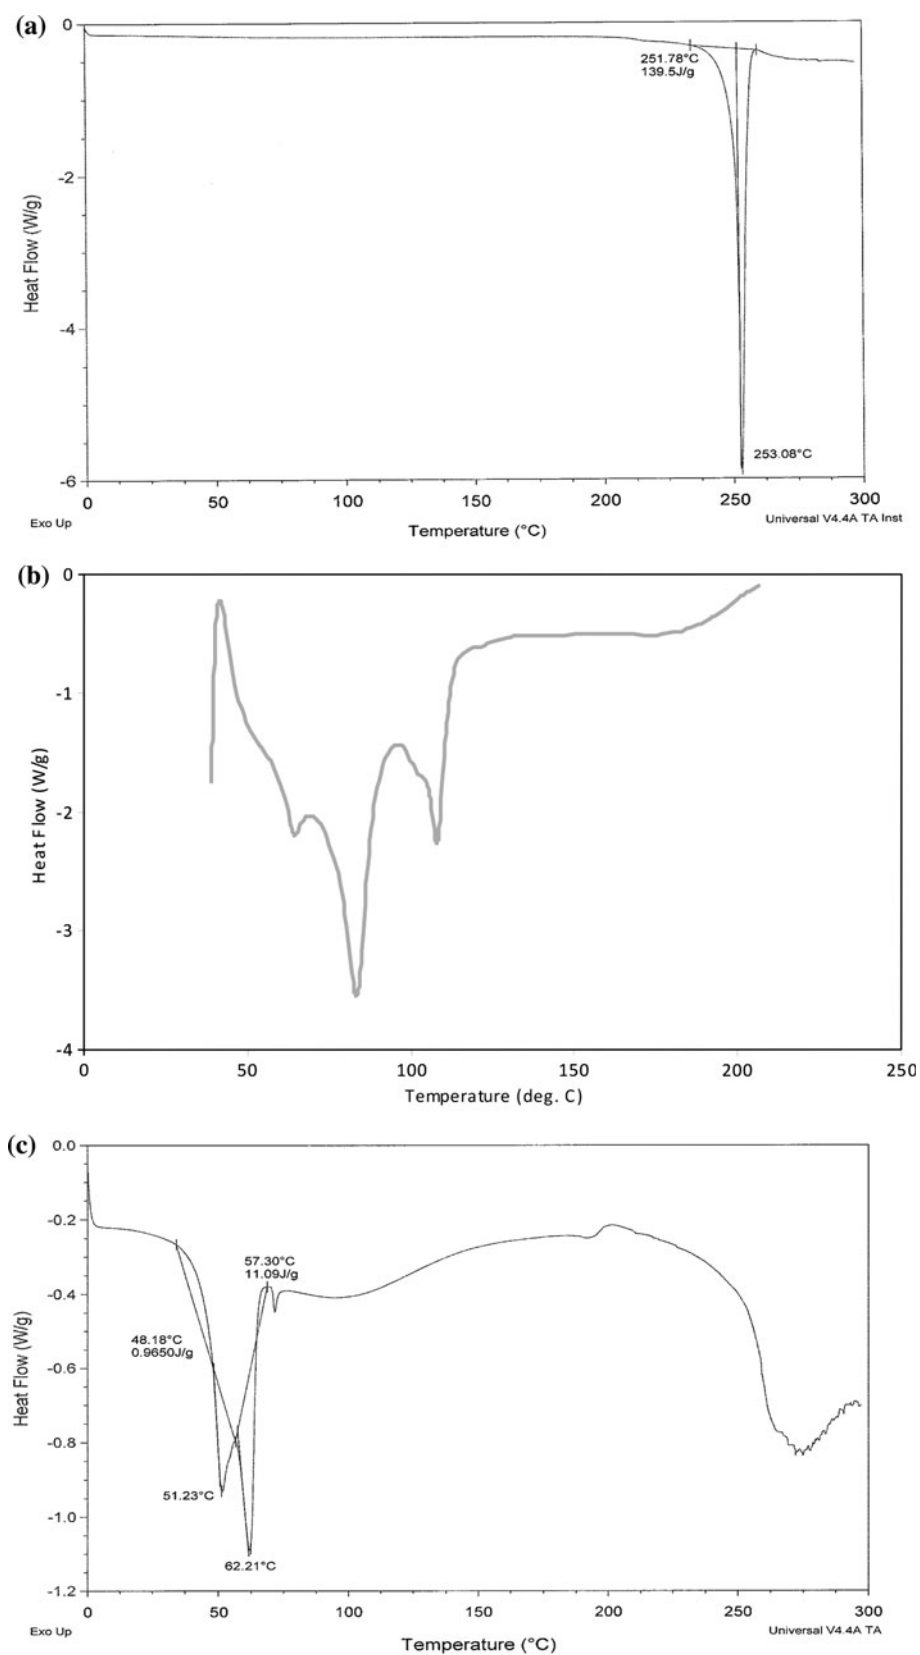 (a)
0
251.78°C
139.5J/g
-2
Heat Flow (W/g)
-4
253.08°C
-6
0 50 100 150 200 250 300
Exo Up
Temperature (°C)
Universal V4.4A TA Inst
(b)
0
-1
Heat Flow (W/g)
-2
-3
-4
0 50 100 150 200 250
Temperature (deg. C)
(c)
0.0
-0.2
57.30°C
11.09J/g
-0.4
48.18°C
0.9650J/g
Heat Flow (W/g)
-0.6
-0.8
51.23°C
-1.0
62.21°C
-1.2
0 50 100 150 200 250 300
Exo Up
Temperature (°C)
Universal V4.4A TA